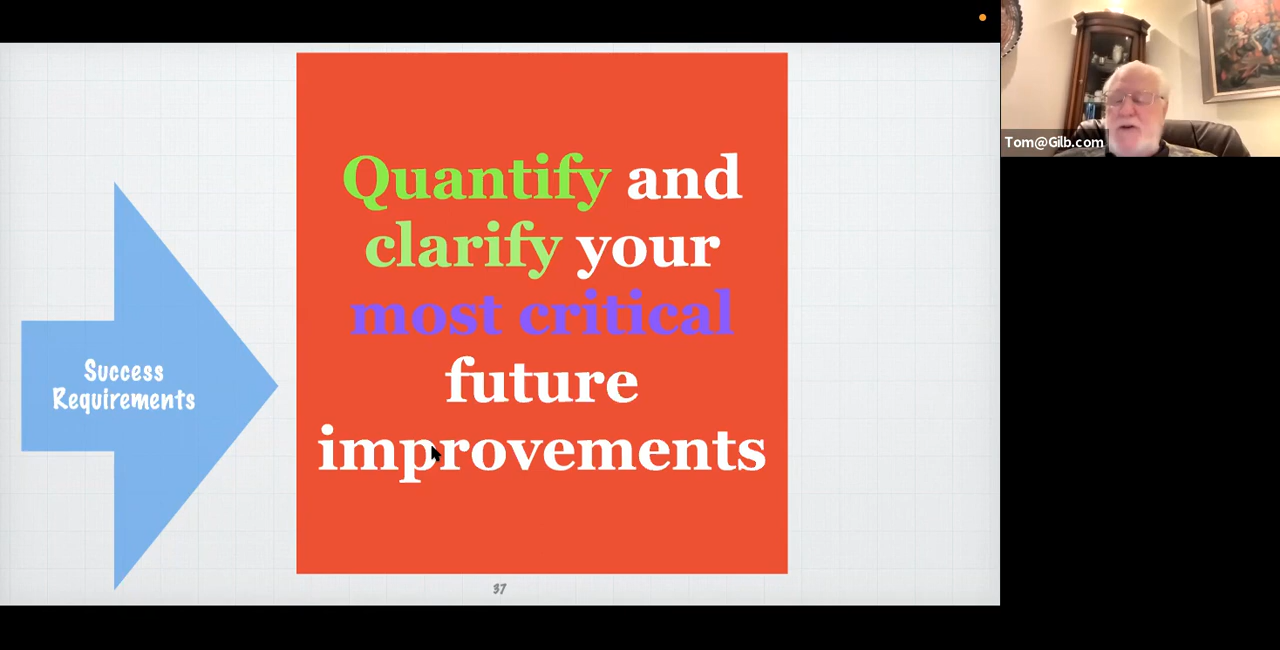 Quantify and
clarify your
most critical
future
improvements
Success
Requirements
37
Tom@Gilb.com